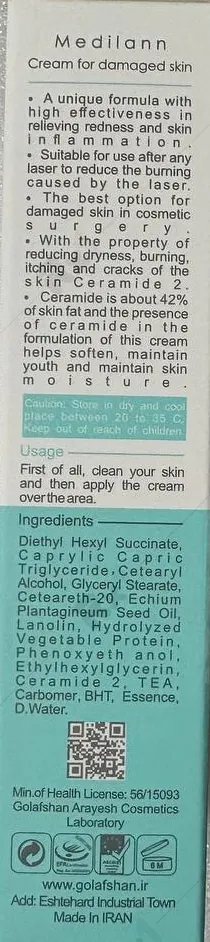 Medilann
Cream for damaged skin
• A unique formula with
high effectiveness in
relieving redness and skin
inflammation.
• Suitable for use after any
laser to reduce the burning
caused by the laser.
• The best option for
damaged skin in cosmetic
surgery.
• With the property of
reducing dryness, burning,
itching and cracks of the
skin Ceramide 2.
• Ceramide is about 42%
of skin fat and the presence
of ceramide in the
formulation of this cream
helps soften, maintain
youth and maintain skin
moisture.
Caution: Store in dry and cool
place between 20 to 35 C,
Keep out of reach of children.
Usage
First of all, clean your skin
and then apply the cream
over the area.
Ingredients
Diethyl Hexyl Succinate,
Caprylic Capric
Triglyceride, Cetearyl
Alcohol, Glyceryl Stearate,
Ceteareth-20, Echium
Plantagineum Seed Oil,
Lanolin, Hydrolyzed
Vegetable Protein,
Phenoxyeth anol,
Ethylhexylglycerin,
Ceramide 2, TEA,
Carbomer, BHT, Essence,
D.Water.
Min.of Health License: 56/15093
Golafshan Arayesh Cosmetics
Laboratory
6M
www.golafshan.ir
Add: Eshtehard Industrial Town
Made In IRAN